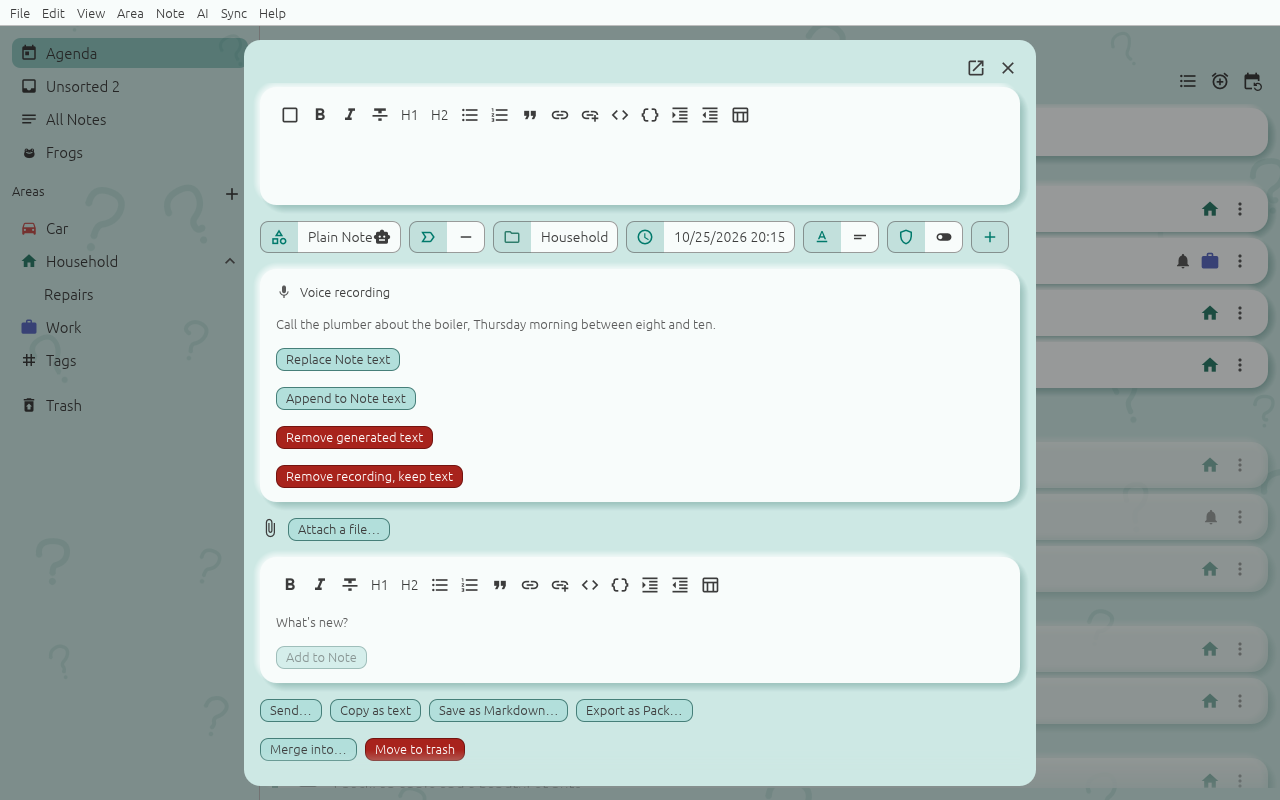 File Edit View Area Note AI Sync Help
Agenda
Unsorted 2
All Notes
Frogs
Areas
Car
Household
Repairs
Work
Tags
Trash
H1 H2
Plain Note
Household
10/25/2026 20:15
Voice recording
Call the plumber about the boiler, Thursday morning between eight and ten.
Replace Note text
Append to Note text
Remove generated text
Remove recording, keep text
Attach a file...
H1 H2
What's new?
Add to Note
Send... Copy as text Save as Markdown... Export as Pack...
Merge into... Move to trash